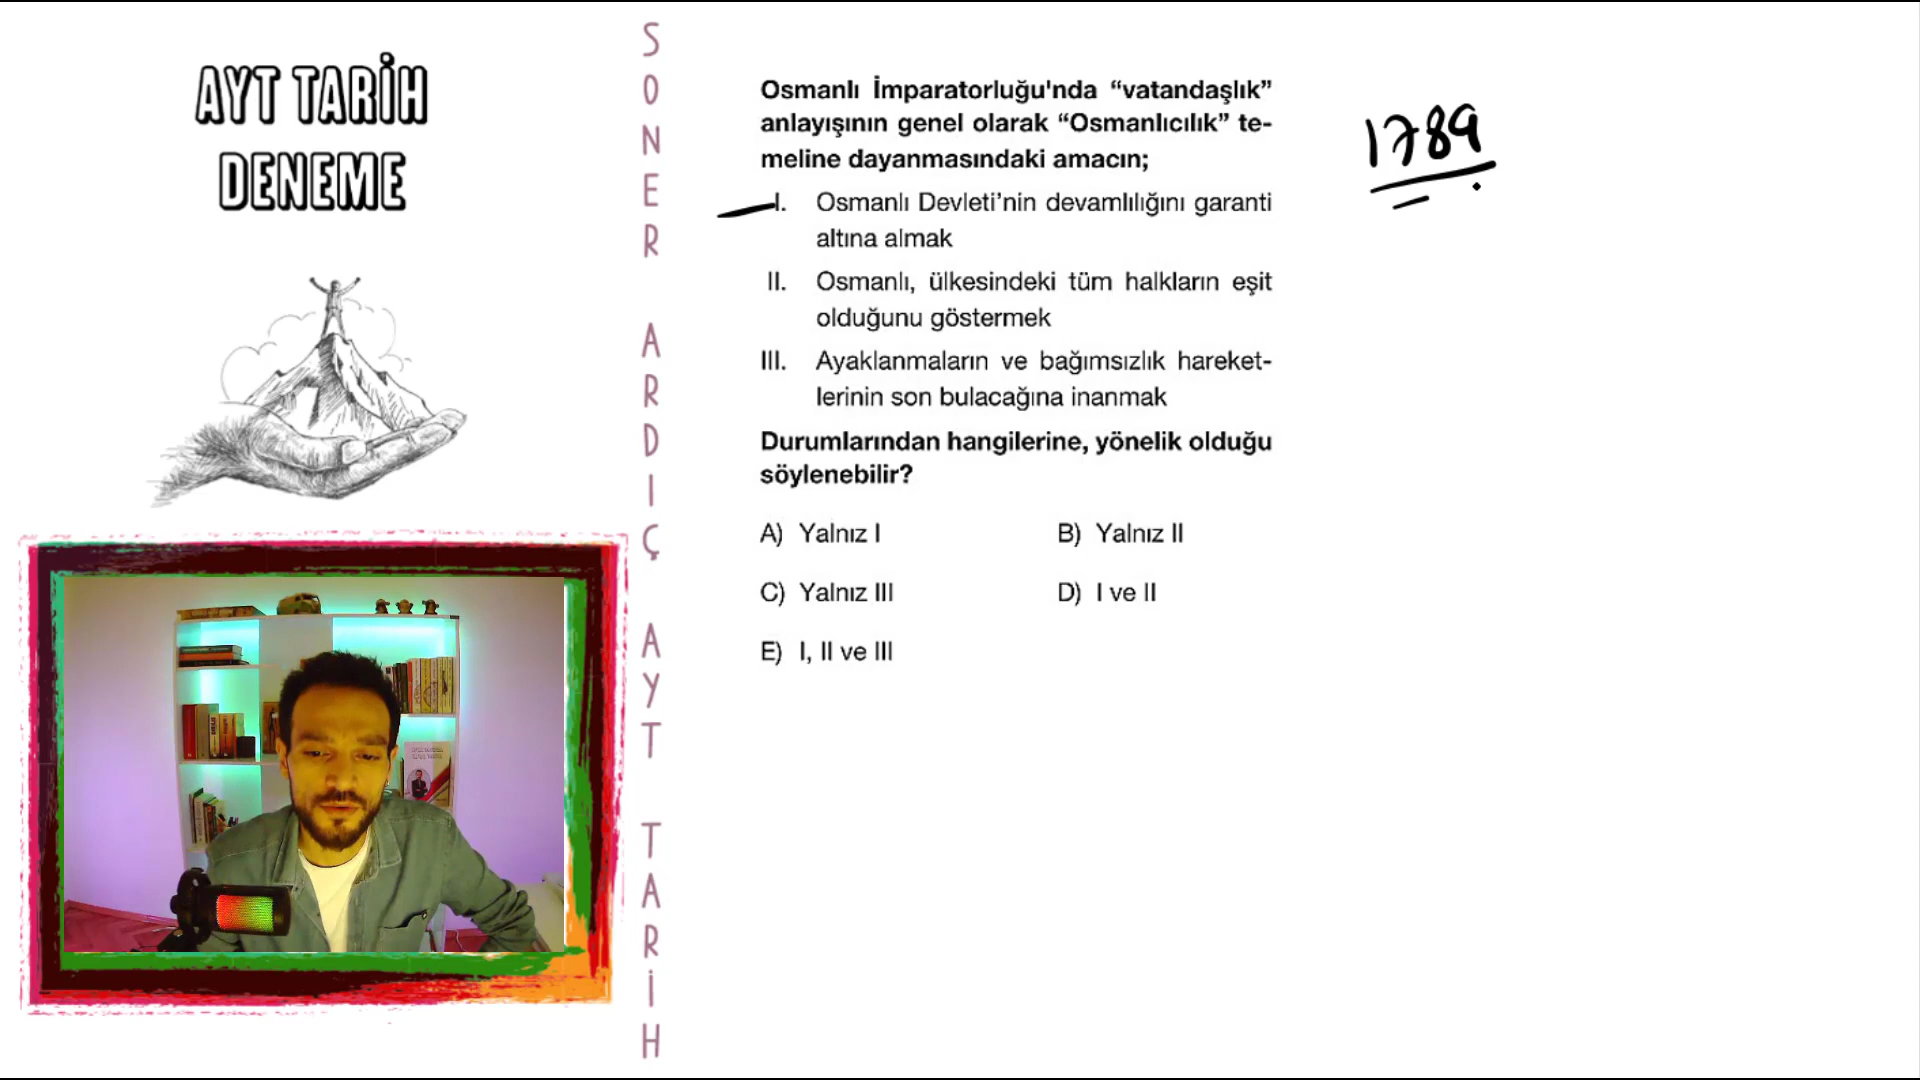 AYT TARİH
DENEME
SONER ARDIÇ AYT TARİH
Osmanlı İmparatorluğu'nda “vatandaşlık”
anlayışının genel olarak “Osmanlıcılık” te-
meline dayanmasındaki amacın;
I. Osmanlı Devleti’nin devamlılığını garanti
altına almak
II. Osmanlı, ülkesindeki tüm halkların eşit
olduğunu göstermek
III. Ayaklanmaların ve bağımsızlık hareket-
lerinin son bulacağına inanmak
Durumlarından hangilerine, yönelik olduğu
söylenebilir?
A) Yalnız I
B) Yalnız II
C) Yalnız III
D) I ve II
E) I, II ve III
1789